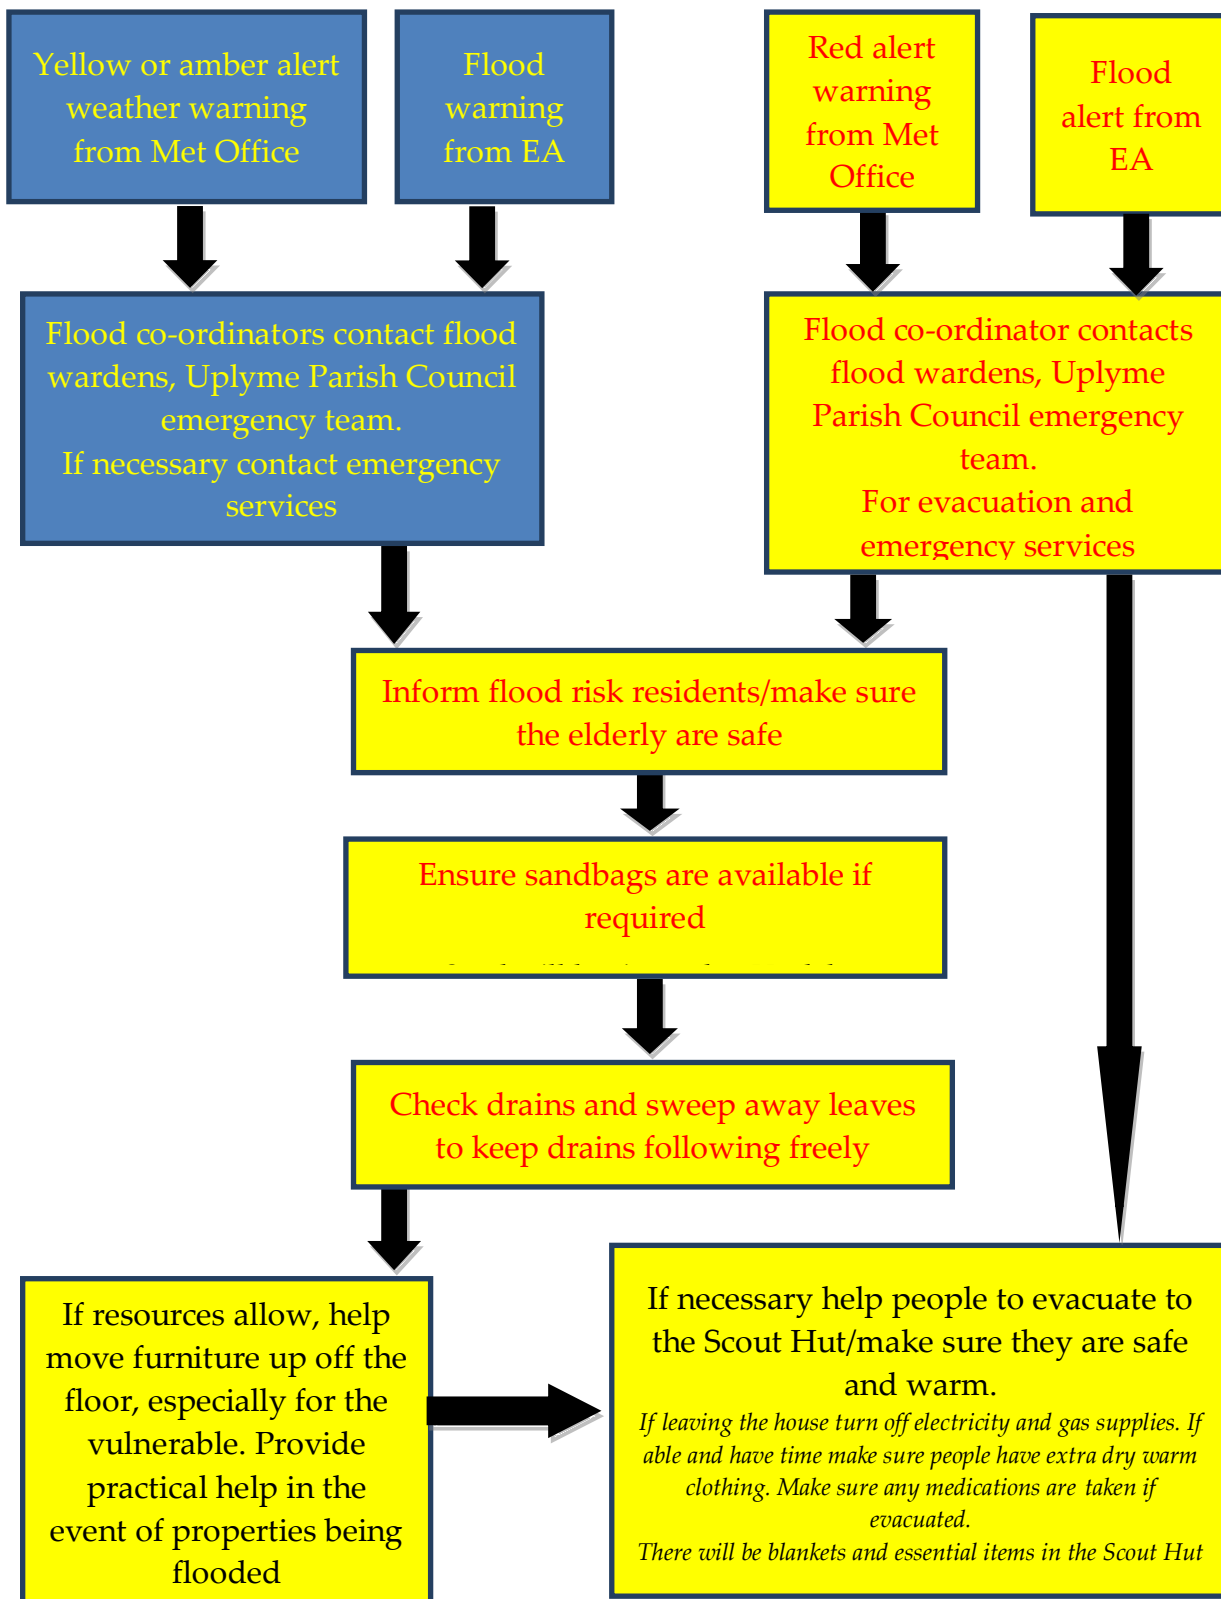 Yellow or amber alert
weather warning
from Met Office
Flood
warning
from EA
Red alert
warning
from Met
Office
Flood
alert from
EA
Flood co-ordinators contact flood
wardens, Uplyme Parish Council
emergency team.
If necessary contact emergency
services
Flood co-ordinator contacts
flood wardens, Uplyme
Parish Council emergency
team.
For evacuation and
emergency services
Inform flood risk residents/make sure
the elderly are safe
Ensure sandbags are available if
required
Check drains and sweep away leaves
to keep drains following freely
If resources allow, help
move furniture up off the
floor, especially for the
vulnerable. Provide
practical help in the
event of properties being
flooded
If necessary help people to evacuate to
the Scout Hut/make sure they are safe
and warm.
If leaving the house turn off electricity and gas supplies. If
able and have time make sure people have extra dry warm
clothing. Make sure any medications are taken if
evacuated.
There will be blankets and essential items in the Scout Hut